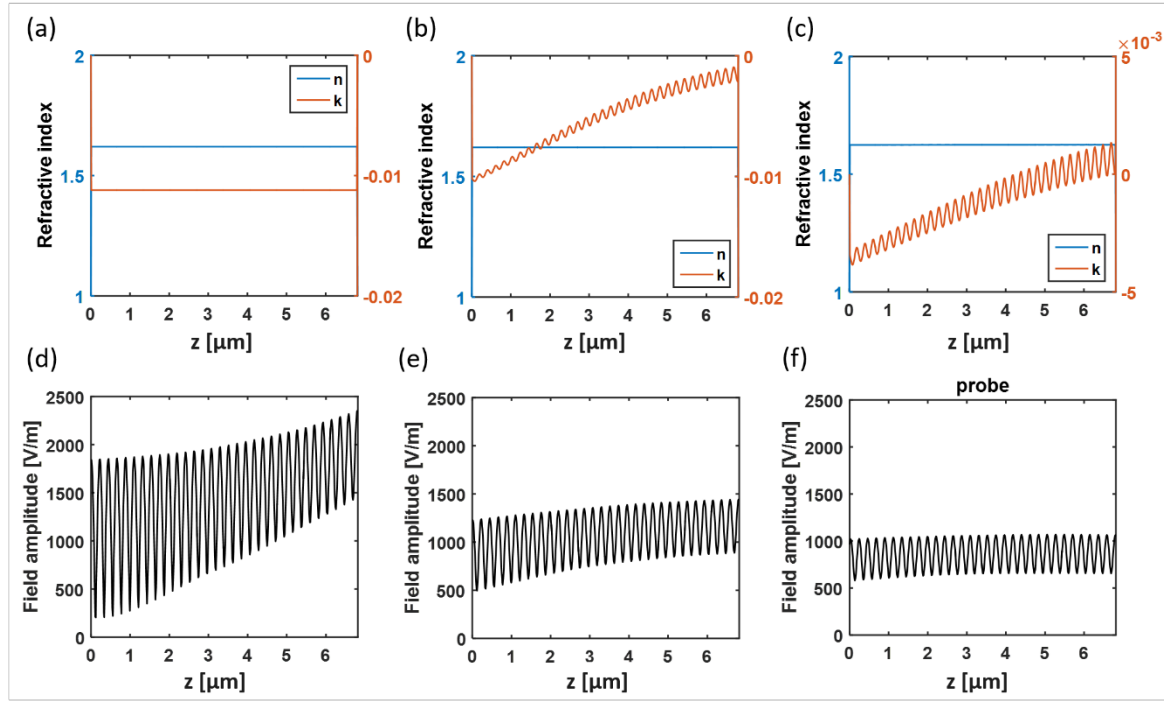 (a)
2
1.5
1
Refractive index
0
-0.01
-0.02
n
k
0 1 2 3 4 5 6
z [µm]
(b)
2
1.5
1
Refractive index
0
-0.01
-0.02
n
k
0 1 2 3 4 5 6
z [µm]
(c)
2
1.5
1
Refractive index
×10⁻³
5
0
-5
n
k
0 1 2 3 4 5 6
z [µm]
(d)
2500
2000
1500
1000
500
0
Field amplitude [V/m]
0 1 2 3 4 5 6
z [µm]
(e)
2500
2000
1500
1000
500
0
Field amplitude [V/m]
0 1 2 3 4 5 6
z [µm]
(f)
probe
2500
2000
1500
1000
500
0
Field amplitude [V/m]
0 1 2 3 4 5 6
z [µm]